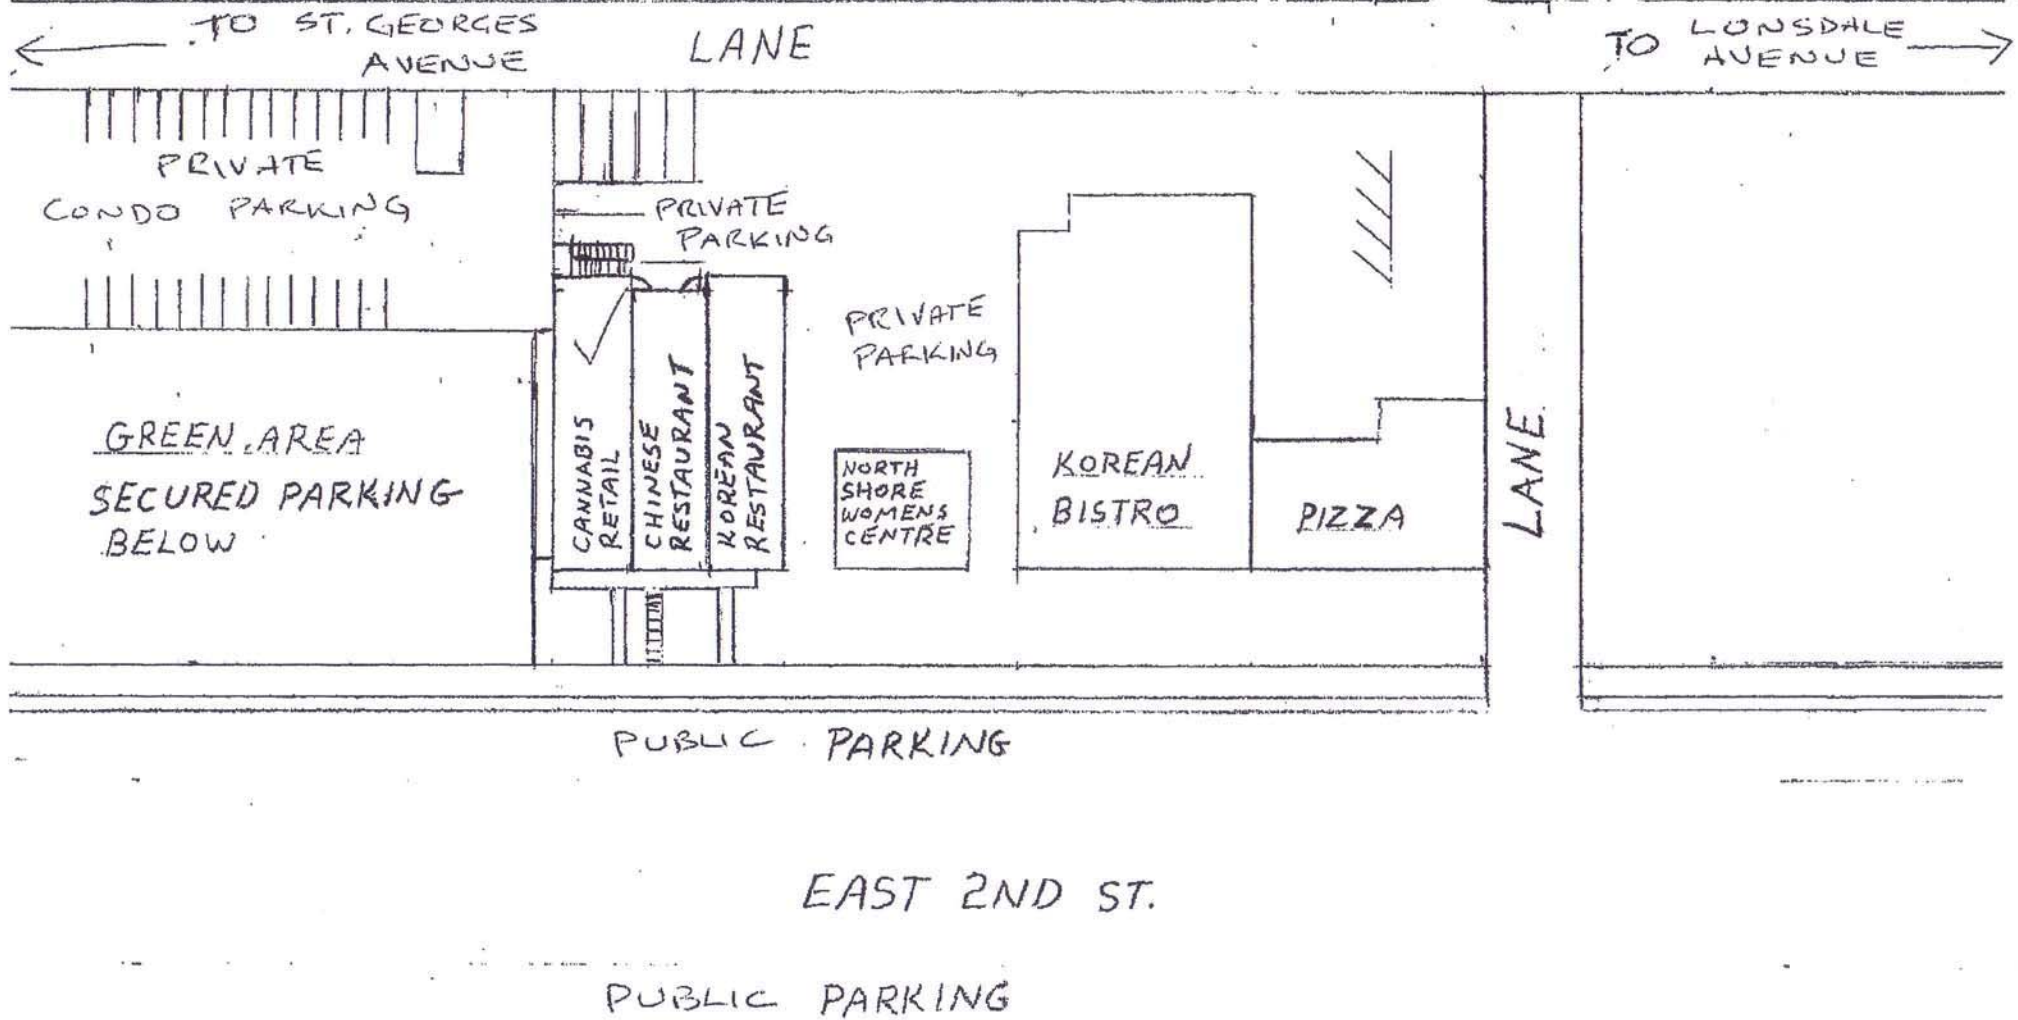 TO ST. GEORGES
AVENUE
LANE
TO LONSDALE
AVENUE
PRIVATE
CONDO PARKING
PRIVATE
PARKING
PRIVATE
PARKING
GREEN AREA
SECURED PARKING
BELOW
CANNABIS
RETAIL
CHINESE
RESTAURANT
KOREAN
RESTAURANT
NORTH
SHORE
WOMENS
CENTRE
KOREAN
BISTRO
PIZZA
LANE
PUBLIC PARKING
EAST 2ND ST.
PUBLIC PARKING